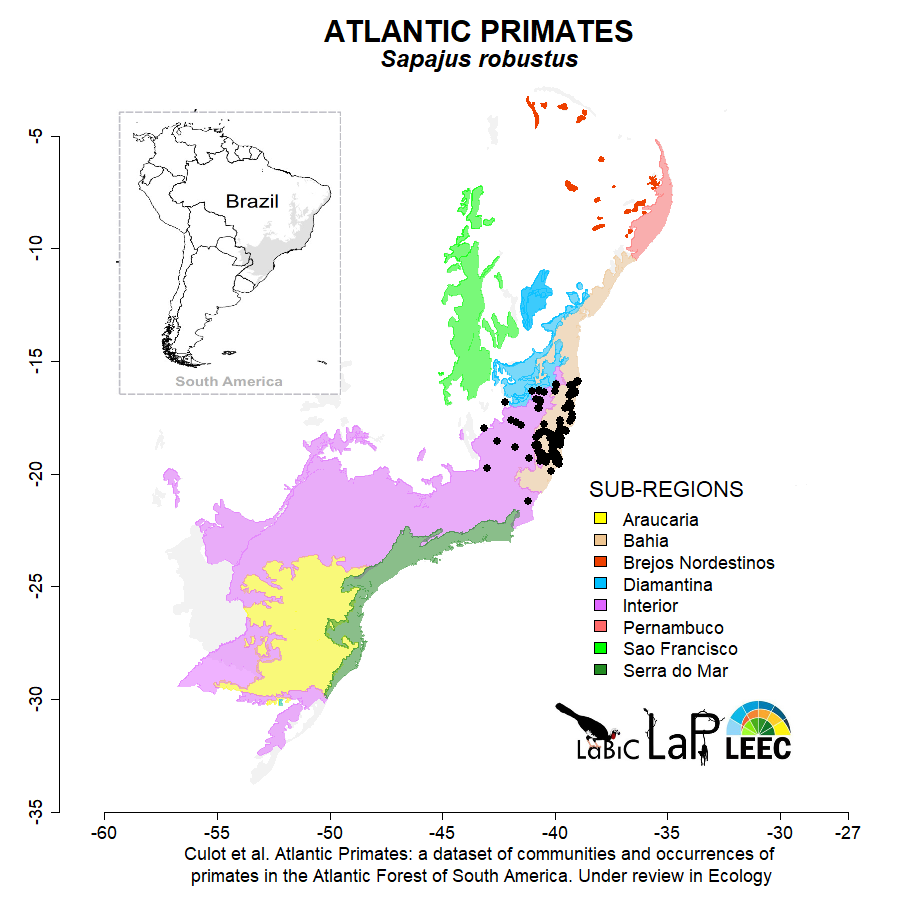 ATLANTIC PRIMATES
Sapajus robustus
Brazil
South America
-5
-10
-15
-20
-25
-30
-35
SUB-REGIONS
Araucaria
Bahia
Brejos Nordestinos
Diamantina
Interior
Pernambuco
Sao Francisco
Serra do Mar
LaBiC LaP LEEC
-60 -55 -50 -45 -40 -35 -30 -27
Culot et al. Atlantic Primates: a dataset of communities and occurrences of
primates in the Atlantic Forest of South America. Under review in Ecology